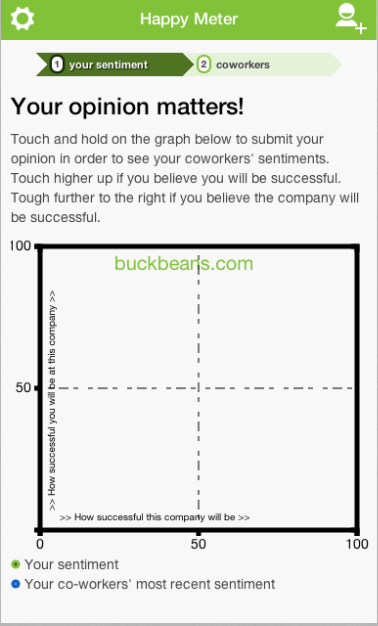 Happy Meter
1 your sentiment 2 coworkers
Your opinion matters!
Touch and hold on the graph below to submit your
opinion in order to see your coworkers' sentiments.
Touch higher up if you believe you will be successful.
Tough further to the right if you believe the company will
be successful.
100
buckbeans.com
>> How successful you will be at this company >>
50
>> How successful this company will be >>
0 50 100
Your sentiment
Your co-workers' most recent sentiment